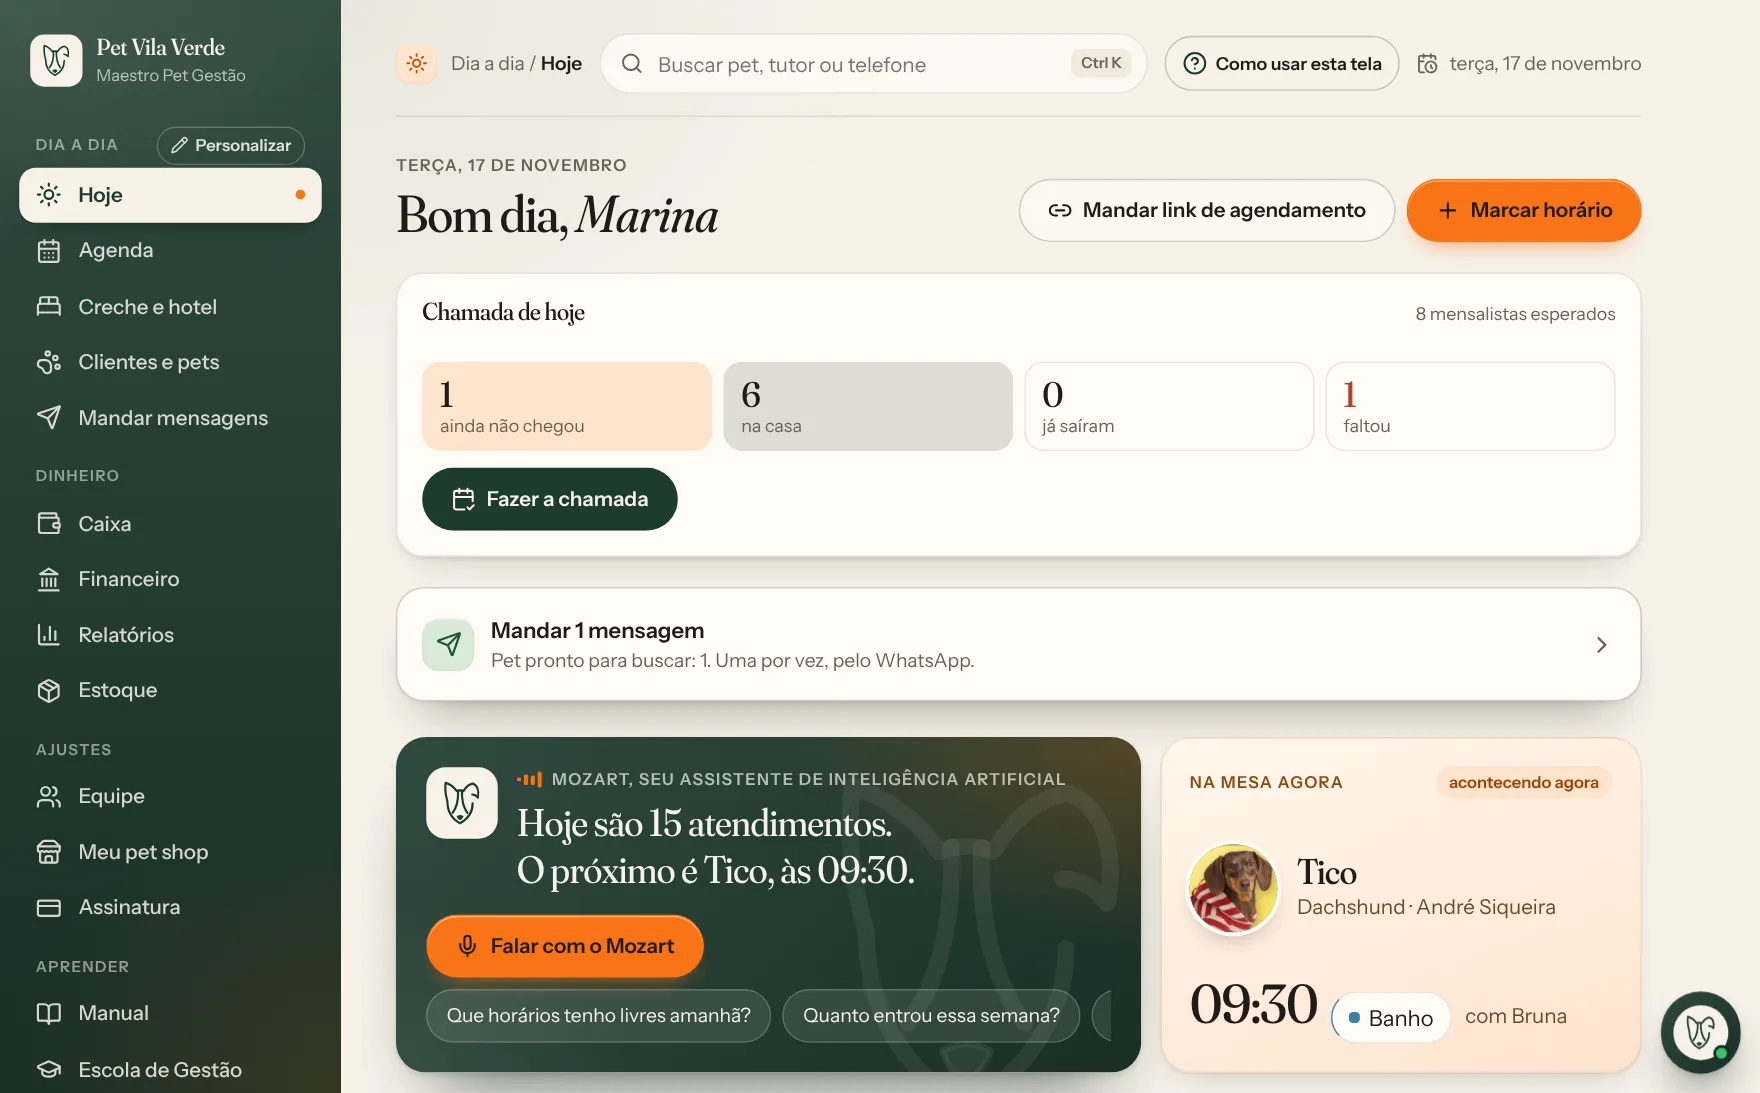 Pet Vila Verde
Maestro Pet Gestão
DIA A DIA
Personalizar
Hoje
Agenda
Creche e hotel
Clientes e pets
Mandar mensagens
DINHEIRO
Caixa
Financeiro
Relatórios
Estoque
AJUSTES
Equipe
Meu pet shop
Assinatura
APRENDER
Manual
Escola de Gestão
Dia a dia / Hoje
Buscar pet, tutor ou telefone
Ctrl K
Como usar esta tela
terça, 17 de novembro
TERÇA, 17 DE NOVEMBRO
Bom dia, Marina
Mandar link de agendamento
Marcar horário
Chamada de hoje
8 mensalistas esperados
1
ainda não chegou
6
na casa
0
já saíram
1
faltou
Fazer a chamada
Mandar 1 mensagem
Pet pronto para buscar: 1. Uma por vez, pelo WhatsApp.
MOZART, SEU ASSISTENTE DE INTELIGÊNCIA ARTIFICIAL
Hoje são 15 atendimentos.
O próximo é Tico, às 09:30.
Falar com o Mozart
Que horários tenho livres amanhã?
Quanto entrou essa semana?
NA MESA AGORA
acontecendo agora
Tico
Dachshund · André Siqueira
09:30
Banho
com Bruna